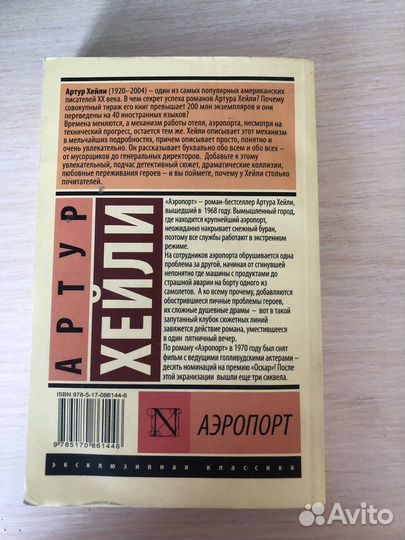 Артур Хейли (1920–2004) – один из самых популярных американских
писателей XX века. В чем секрет успеха романов Артура Хейли? Почему
совокупный тираж его книг превышает 200 млн экземпляров и они
переведены на 40 иностранных языков?
Времена меняются, а механизм работы отеля, аэропорта, несмотря на
технический прогресс, остается тем же. Хейли описывает этот механизм
в мельчайших подробностях, причем описывает просто, понятно и
очень увлекательно. Он рассказывает буквально обо всем и обо всех –
от мусорщиков до генеральных директоров. Добавьте к этому
увлекательный, подчас детективный сюжет, драматические коллизии,
любовные переживания героев – и вы поймете, почему у Хейли столько
почитателей.
АРТУР
ХЕЙЛИ
«Аэропорт» – роман-бестселлер Артура Хейли,
вышедший в 1968 году. Вымышленный город,
где находится крупнейший аэропорт,
неожиданно накрывает снежный буран,
поэтому все службы работают в экстренном
режиме.
На сотрудников аэропорта обрушивается одна
проблема за другой, начиная от сгинувшей
непонятно где машины с продуктами до
страшной аварии на борту одного из
самолетов. А ко всему прочему, добавляются
обострившиеся личные проблемы героев,
их сложные душевные драмы – вот в такой
запутанный клубок сюжетных линий
завяжется действие романа, уместившееся
в один пятничный вечер.
По роману «Аэропорт» в 1970 году был снят
фильм с ведущими голливудскими актерами –
десять номинаций на премию «Оскар»! После
этой экранизации вышли еще три сиквела.
ISBN 978-5-17-086144-6
9 785170 861446
N
АЭРОПОРТ
эксклюзивная классика
Avito